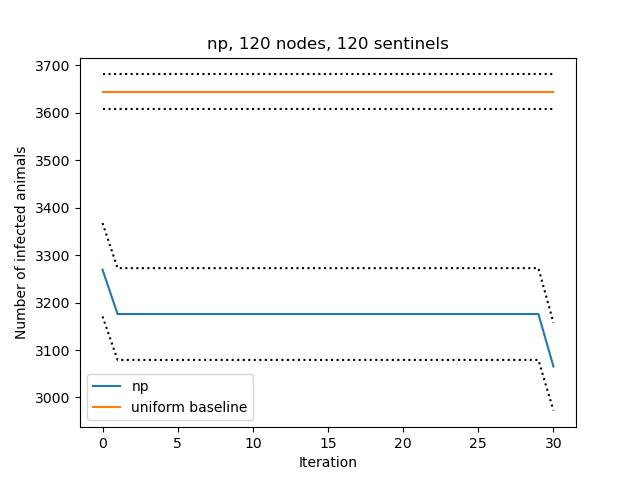 np, 120 nodes, 120 sentinels
3700
3600
3500
3400
3300
3200
3100
3000
Number of infected animals
np
uniform baseline
0 5 10 15 20 25 30
Iteration